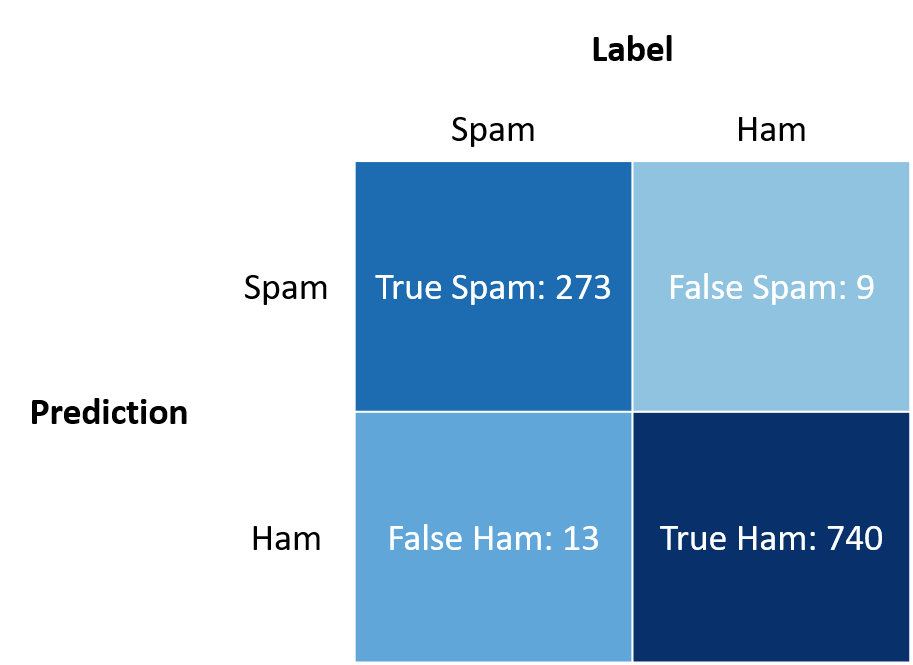 Label
Spam Ham
Spam True Spam: 273 False Spam: 9
Prediction
Ham False Ham: 13 True Ham: 740